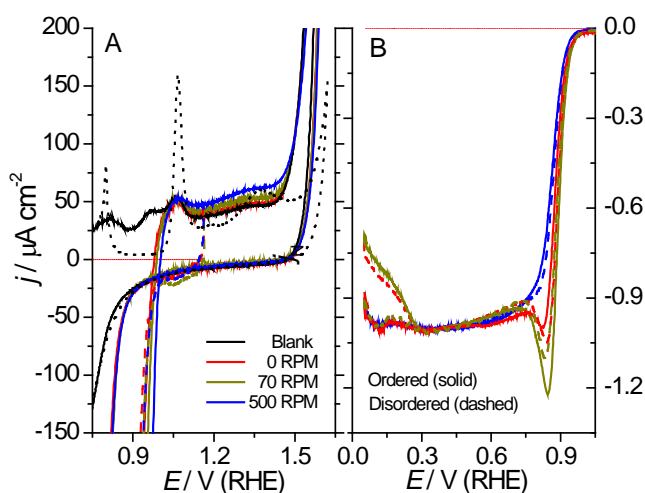 A
200
150
100
50
0
-50
-100
-150
j / µA cm-2
Blank
0 RPM
70 RPM
500 RPM
0.9
1.2
1.5
E / V (RHE)
B
0.0
-0.3
-0.6
-0.9
-1.2
Ordered (solid)
Disordered (dashed)
0.0
0.3
0.6
0.9
E / V (RHE)